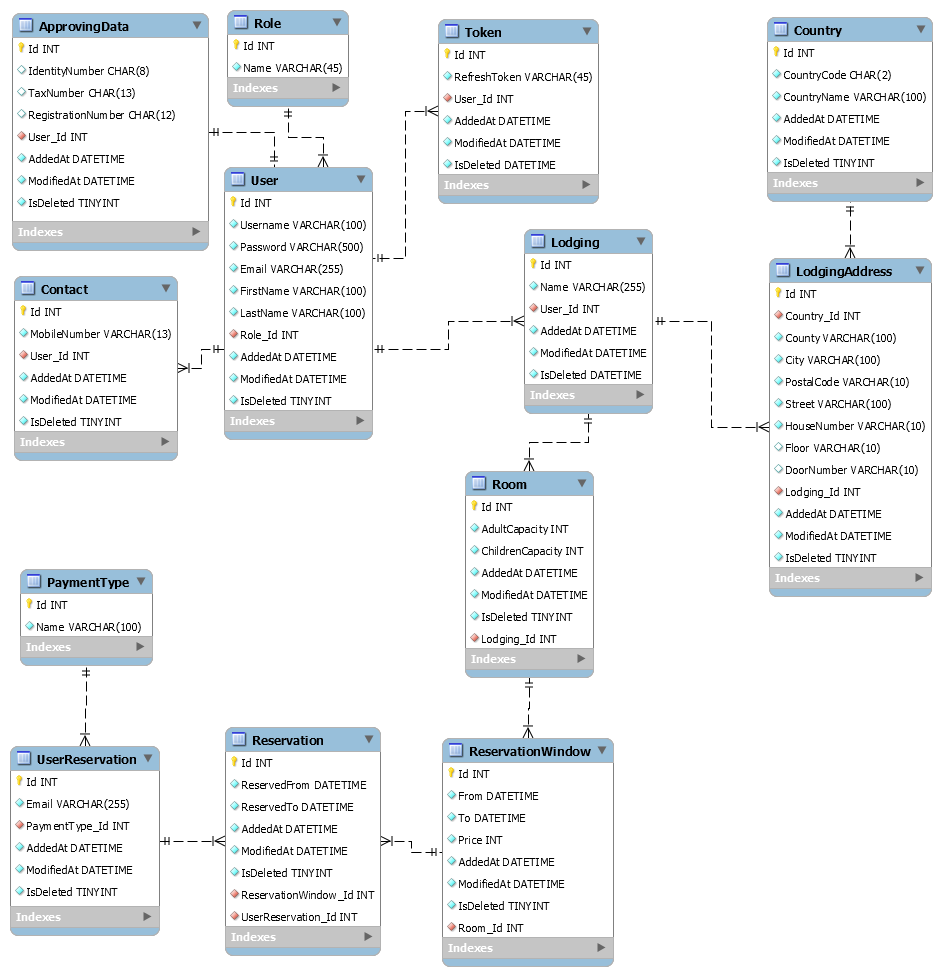 ApprovingData
Id INT
IdentityNumber CHAR(8)
TaxNumber CHAR(13)
RegistrationNumber CHAR(12)
User_Id INT
AddedAt DATETIME
ModifiedAt DATETIME
IsDeleted TINYINT
Indexes
Role
Id INT
Name VARCHAR(45)
Indexes
Token
Id INT
RefreshToken VARCHAR(45)
User_Id INT
AddedAt DATETIME
ModifiedAt DATETIME
IsDeleted DATETIME
Indexes
Country
Id INT
CountryCode CHAR(2)
CountryName VARCHAR(100)
AddedAt DATETIME
ModifiedAt DATETIME
IsDeleted TINYINT
Indexes
User
Id INT
Username VARCHAR(100)
Password VARCHAR(500)
Email VARCHAR(255)
FirstName VARCHAR(100)
LastName VARCHAR(100)
Role_Id INT
AddedAt DATETIME
ModifiedAt DATETIME
IsDeleted TINYINT
Indexes
Contact
Id INT
MobileNumber VARCHAR(13)
User_Id INT
AddedAt DATETIME
ModifiedAt DATETIME
IsDeleted TINYINT
Indexes
Lodging
Id INT
Name VARCHAR(255)
User_Id INT
AddedAt DATETIME
ModifiedAt DATETIME
IsDeleted DATETIME
Indexes
LodgingAddress
Id INT
Country_Id INT
County VARCHAR(100)
City VARCHAR(100)
PostalCode VARCHAR(10)
Street VARCHAR(100)
HouseNumber VARCHAR(10)
Floor VARCHAR(10)
DoorNumber VARCHAR(10)
Lodging_Id INT
AddedAt DATETIME
ModifiedAt DATETIME
IsDeleted TINYINT
Indexes
Room
Id INT
AdultCapacity INT
ChildrenCapacity INT
AddedAt DATETIME
ModifiedAt DATETIME
IsDeleted TINYINT
Lodging_Id INT
Indexes
PaymentType
Id INT
Name VARCHAR(100)
Indexes
UserReservation
Id INT
Email VARCHAR(255)
PaymentType_Id INT
AddedAt DATETIME
ModifiedAt DATETIME
IsDeleted TINYINT
Indexes
Reservation
Id INT
ReservedFrom DATETIME
ReservedTo DATETIME
AddedAt DATETIME
ModifiedAt DATETIME
IsDeleted TINYINT
ReservationWindow_Id INT
UserReservation_Id INT
Indexes
ReservationWindow
Id INT
From DATETIME
To DATETIME
Price INT
AddedAt DATETIME
ModifiedAt DATETIME
IsDeleted TINYINT
Room_Id INT
Indexes